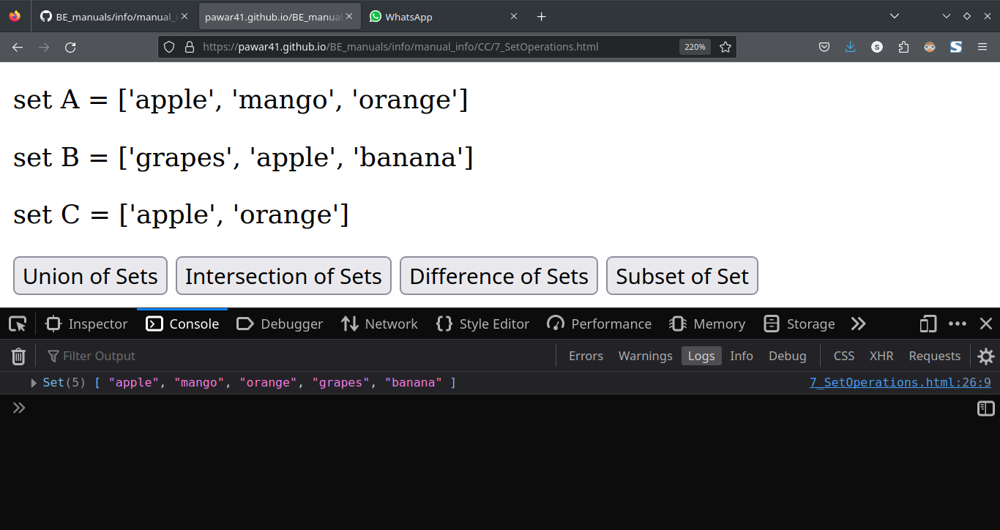 BE_manuals/info/manual_i
pawar41.github.io/BE_manual
WhatsApp
https://pawar41.github.io/BE_manuals/info/manual_info/CC/7_SetOperations.html
220%
S
S
set A = ['apple', 'mango', 'orange']
set B = ['grapes', 'apple', 'banana']
set C = ['apple', 'orange']
Union of Sets Intersection of Sets Difference of Sets Subset of Set
Inspector Console Debugger Network Style Editor Performance Memory Storage
Filter Output Errors Warnings Logs Info Debug CSS XHR Requests
Set(5) [ "apple", "mango", "orange", "grapes", "banana" ] 7_SetOperations.html:26:9